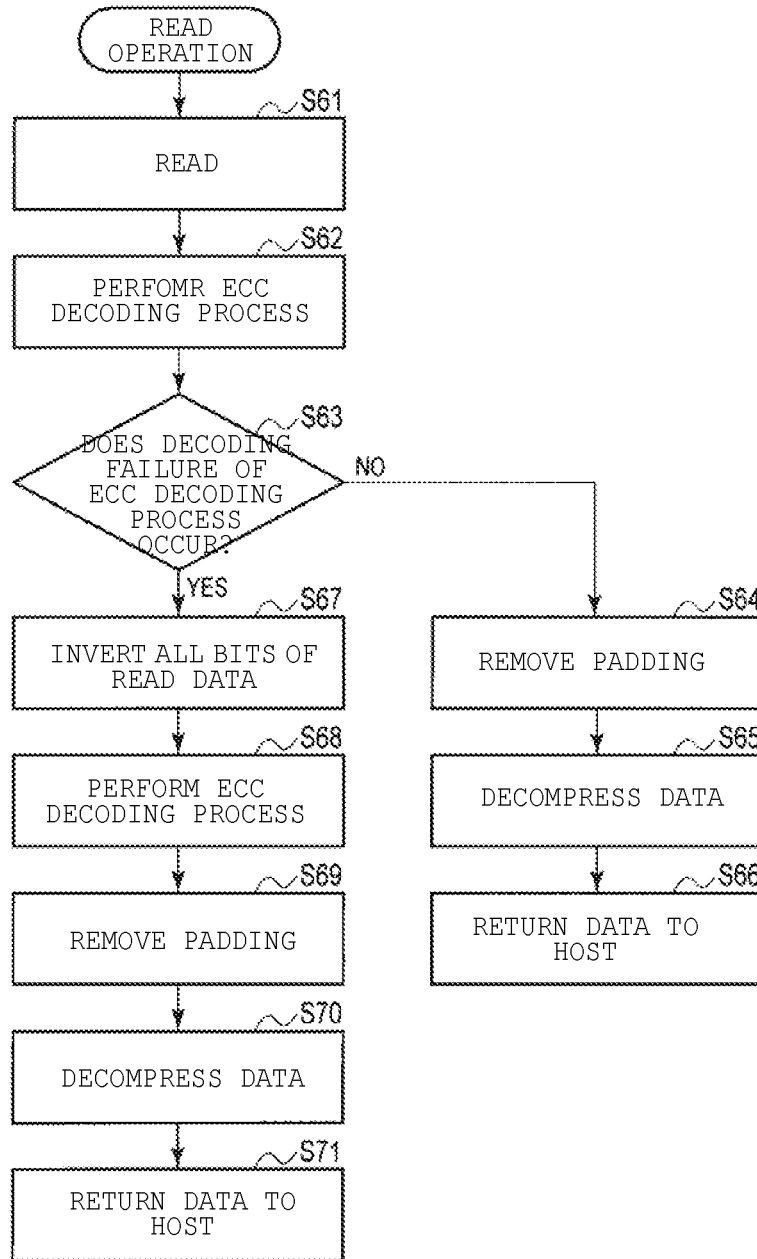 READ
OPERATION
S61
READ
S62
PERFOMR ECC
DECODING PROCESS
S63
DOES DECODING
FAILURE OF
ECC DECODING
PROCESS
OCCUR?
NO
YES
S67
INVERT ALL BITS OF
READ DATA
S68
PERFORM ECC
DECODING PROCESS
S69
REMOVE PADDING
S70
DECOMPRESS DATA
S71
RETURN DATA TO
HOST
S64
REMOVE PADDING
S65
DECOMPRESS DATA
S66
RETURN DATA TO
HOST